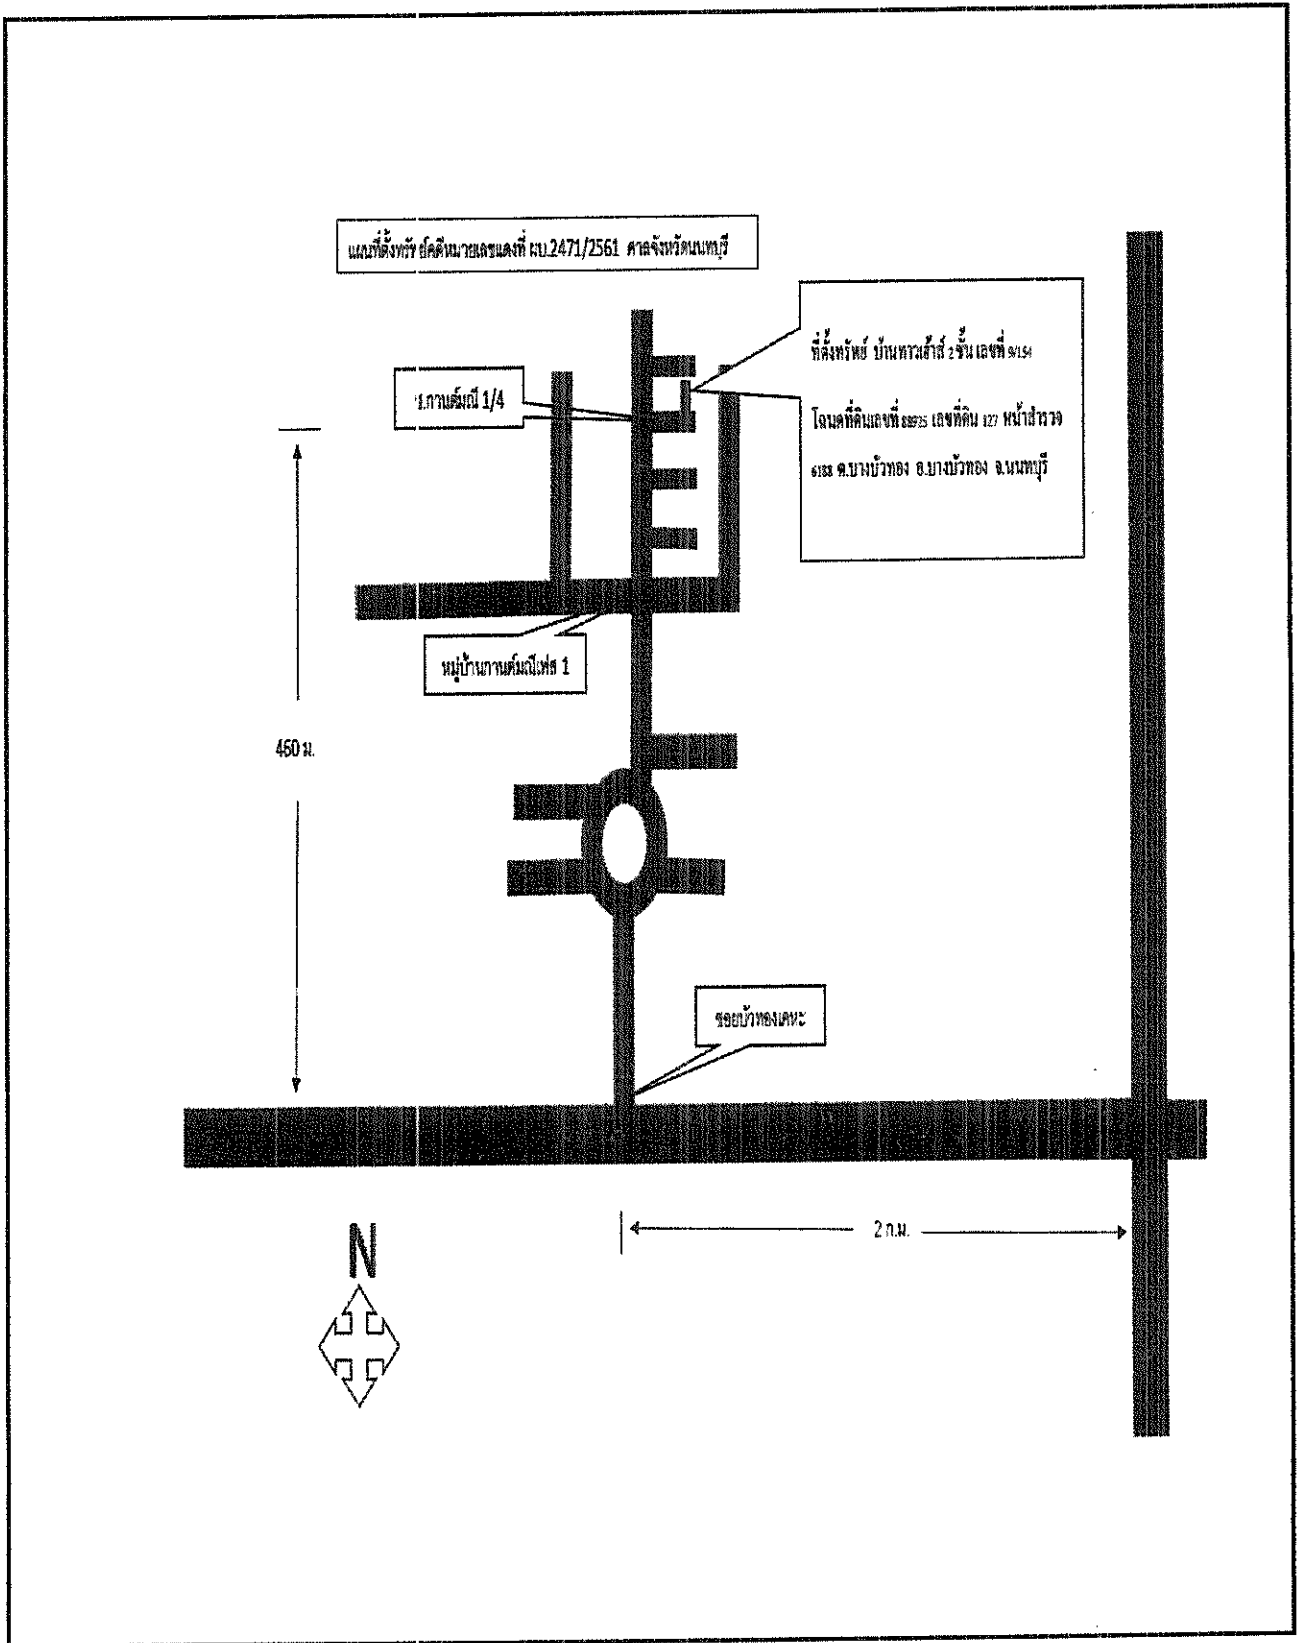 แผนที่ตั้งทรัพย์คดีหมายเลขแดงที่ ผบ.2471/2561 ศาลจังหวัดนนทบุรี
ที่ตั้งทรัพย์ บ้านทาวเฮ้าส์ 2 ชั้น เลขที่ 9/154
ซ.กานต์มณี 1/4
โฉนดที่ดินเลขที่ 88935 เลขที่ดิน 127 หน้าสำรวจ
6188 ต.บางบัวทอง อ.บางบัวทอง จ.นนทบุรี
หมู่บ้านกานต์มณีเฟส 1
460 ม.
ซอยบัวทองเคหะ
2 ก.ม.
N